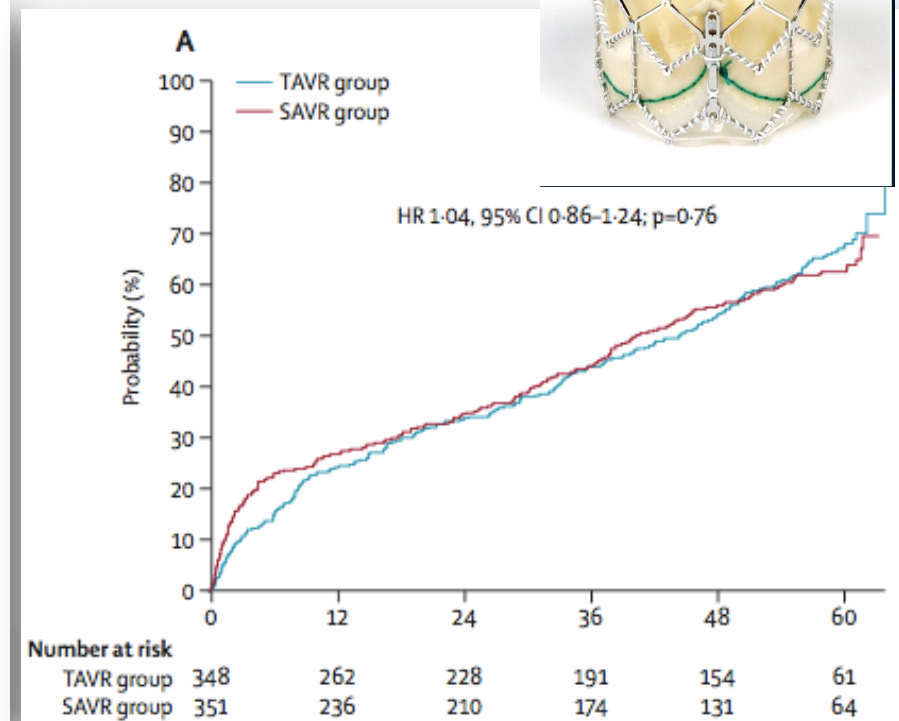 A
TAVR group
SAVR group
HR 1·04, 95% CI 0·86–1·24; p=0·76
Probability (%)
100
90
80
70
60
50
40
30
20
10
0
0 12 24 36 48 60
Number at risk
TAVR group 348 262 228 191 154 61
SAVR group 351 236 210 174 131 64